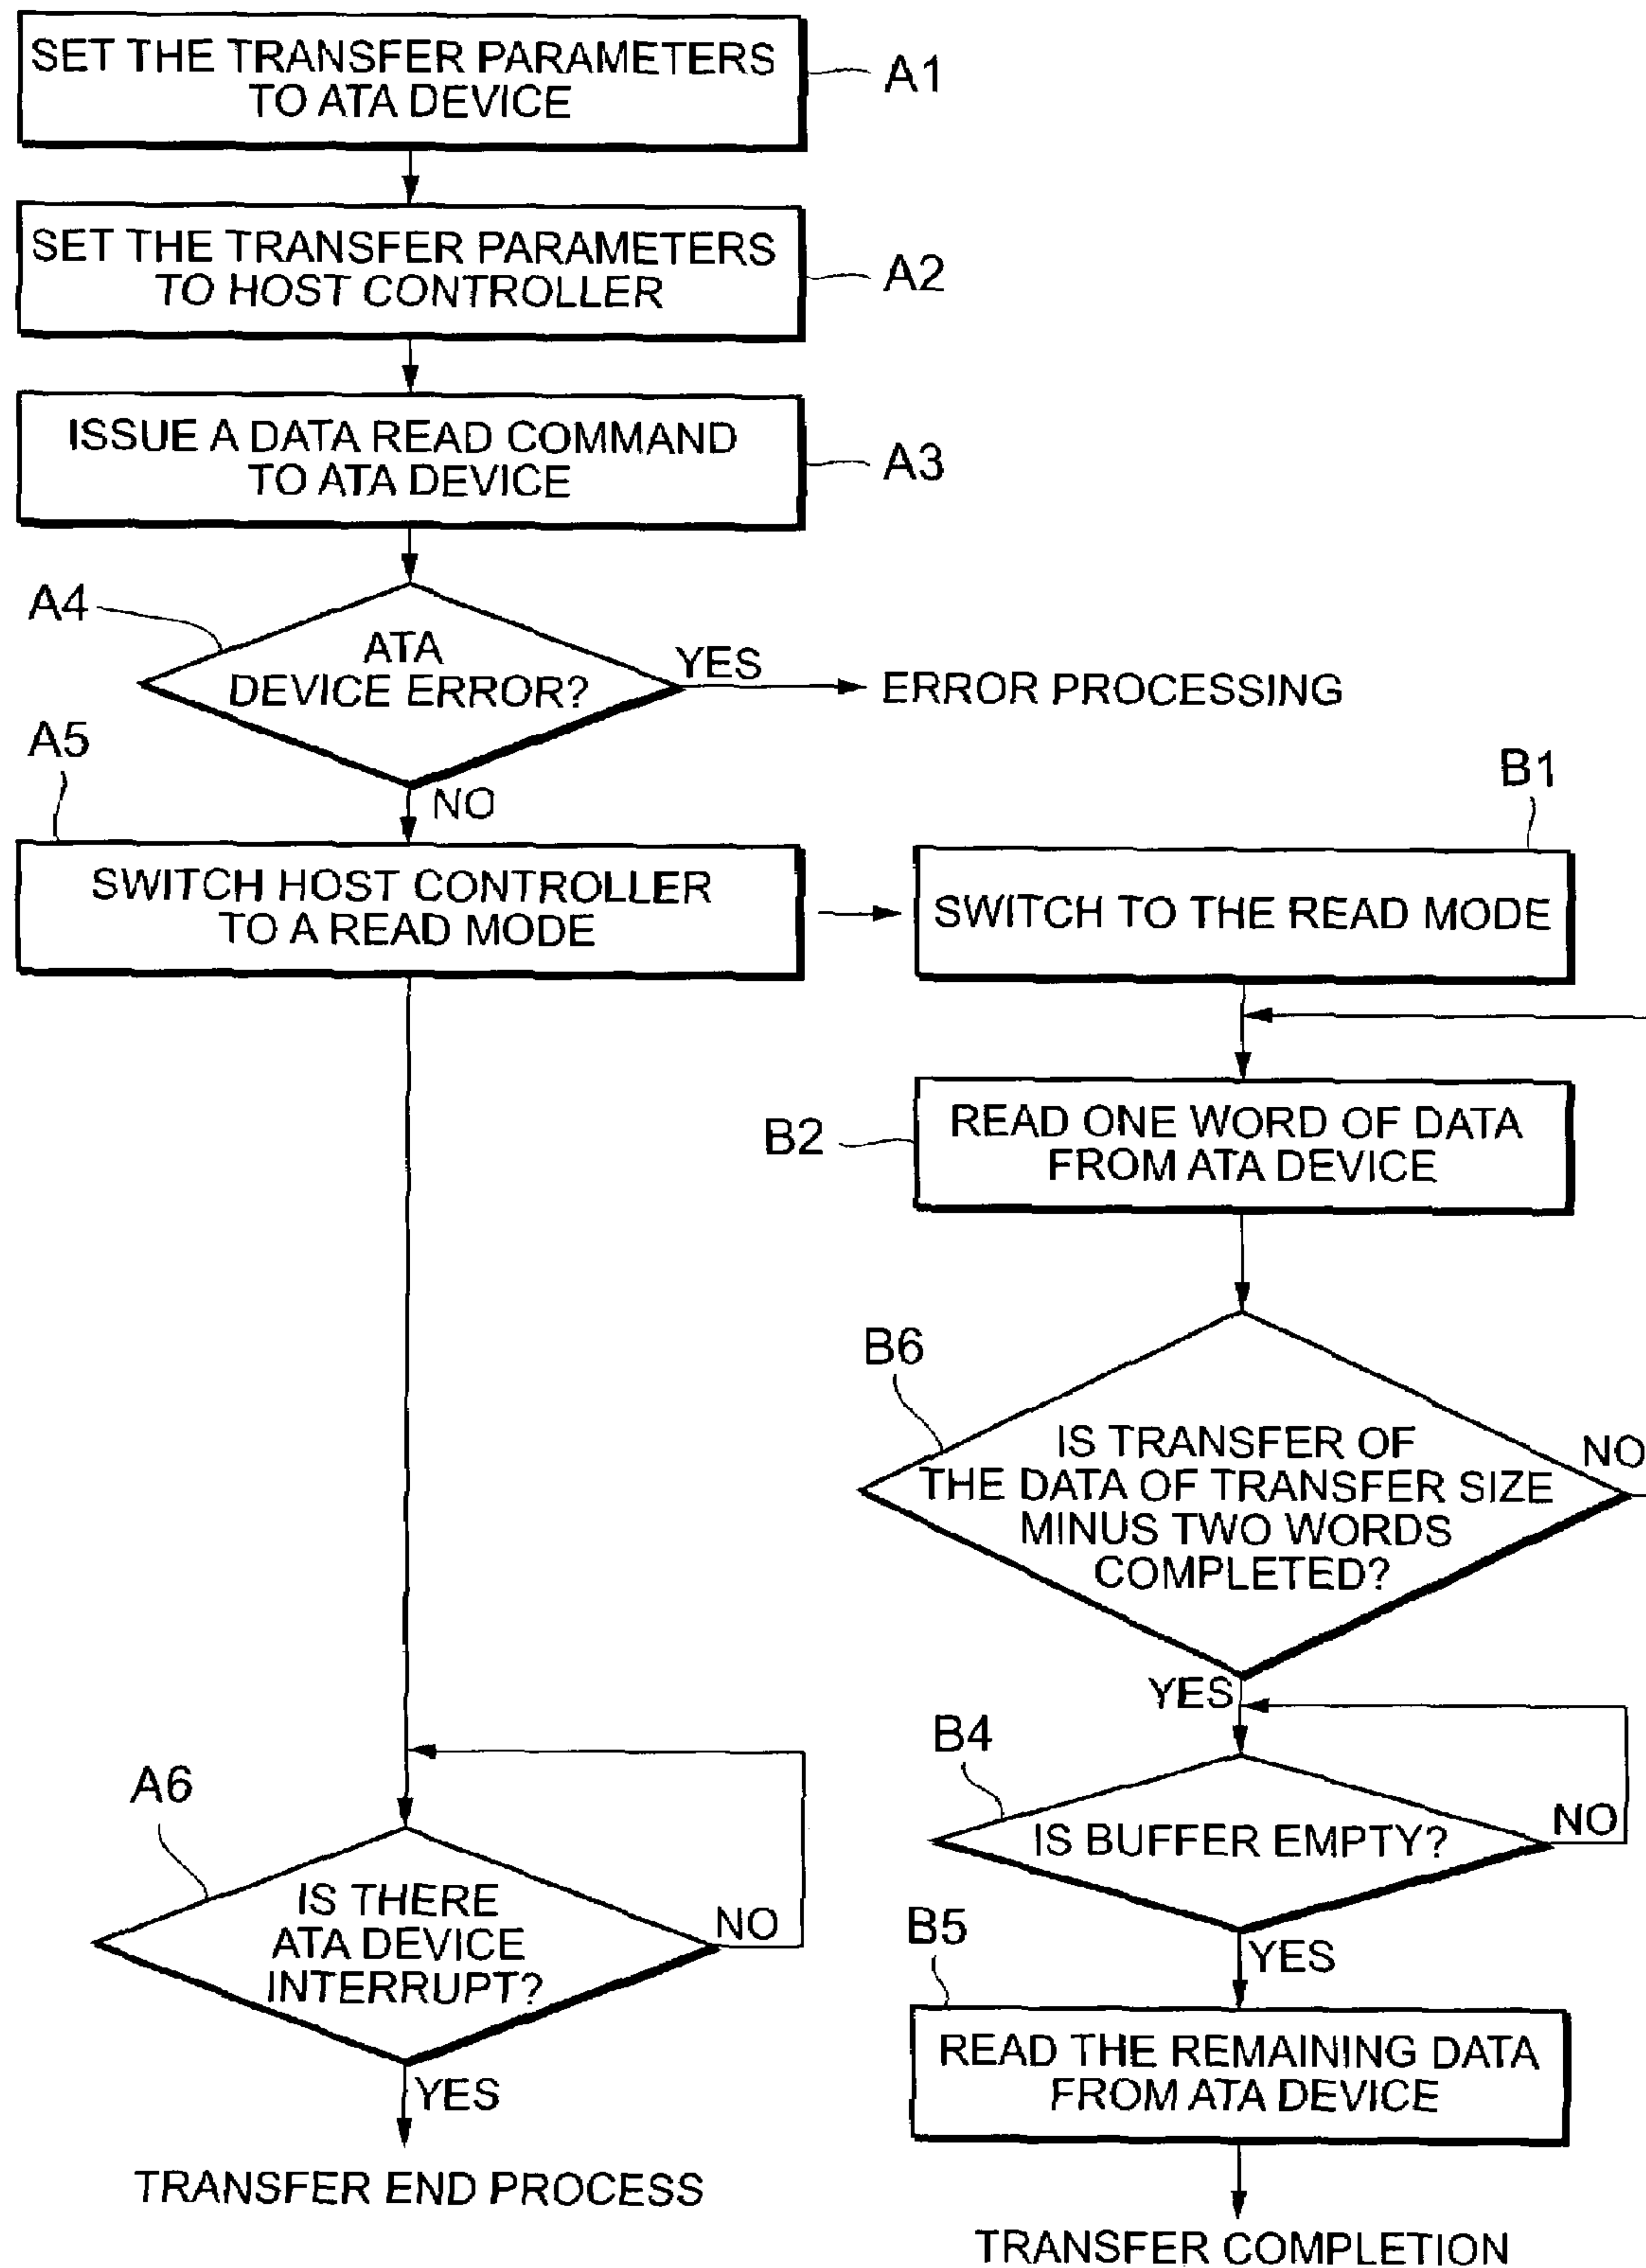 SET THE TRANSFER PARAMETERS
TO ATA DEVICE
A1
SET THE TRANSFER PARAMETERS
TO HOST CONTROLLER
A2
ISSUE A DATA READ COMMAND
TO ATA DEVICE
A3
A4
ATA
DEVICE ERROR?
YES
ERROR PROCESSING
NO
A5
SWITCH HOST CONTROLLER
TO A READ MODE
B1
SWITCH TO THE READ MODE
B2
READ ONE WORD OF DATA
FROM ATA DEVICE
B6
IS TRANSFER OF
THE DATA OF TRANSFER SIZE
MINUS TWO WORDS
COMPLETED?
NO
YES
B4
IS BUFFER EMPTY?
NO
YES
A6
IS THERE
ATA DEVICE
INTERRUPT?
NO
YES
TRANSFER END PROCESS
B5
READ THE REMAINING DATA
FROM ATA DEVICE
TRANSFER COMPLETION